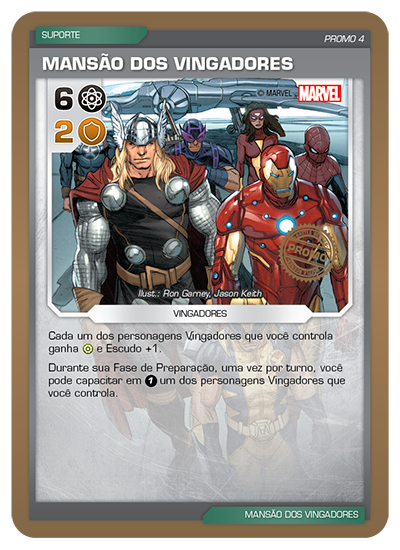 SUPORTE
PROMO 4
MANSÃO DOS VINGADORES
6
© MARVEL MARVEL
2
PROMO
Ilust.: Ron Garney, Jason Keith
VINGADORES
Cada um dos personagens Vingadores que você controla
ganha e Escudo +1.
Durante sua Fase de Preparação, uma vez por turno, você
pode capacitar em 1 um dos personagens Vingadores que
você controla.
MANSÃO DOS VINGADORES